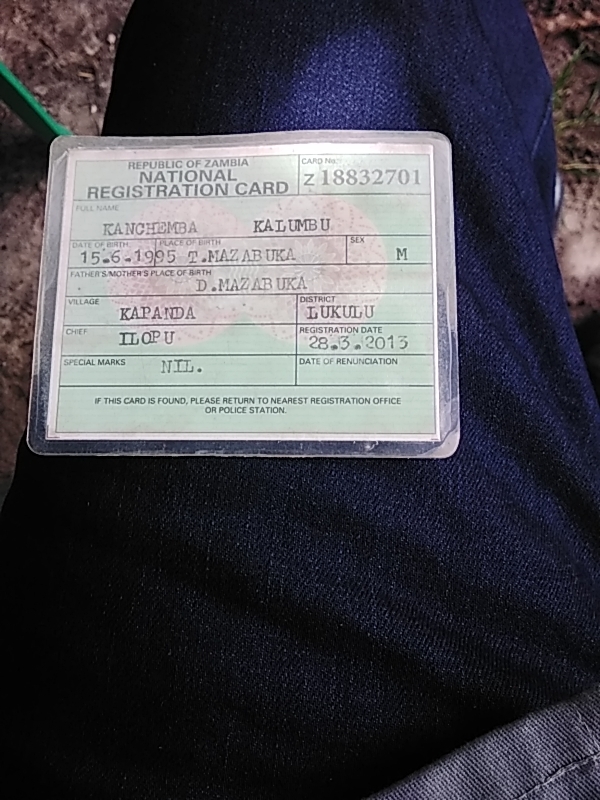 REPUBLIC OF ZAMBIA
NATIONAL
REGISTRATION CARD
CARD No:
Z 18832701
FULL NAME
KANCHEMBA KALUMBU
DATE OF BIRTH PLACE OF BIRTH SEX
15.6.1995 T.MAZABUKA M
FATHER'S/MOTHER'S PLACE OF BIRTH
D.MAZABUKA
VILLAGE DISTRICT
KAPANDA LUKULU
CHIEF REGISTRATION DATE
ILOPU 28.3.2013
SPECIAL MARKS NIL. DATE OF RENUNCIATION
IF THIS CARD IS FOUND, PLEASE RETURN TO NEAREST REGISTRATION OFFICE
OR POLICE STATION.